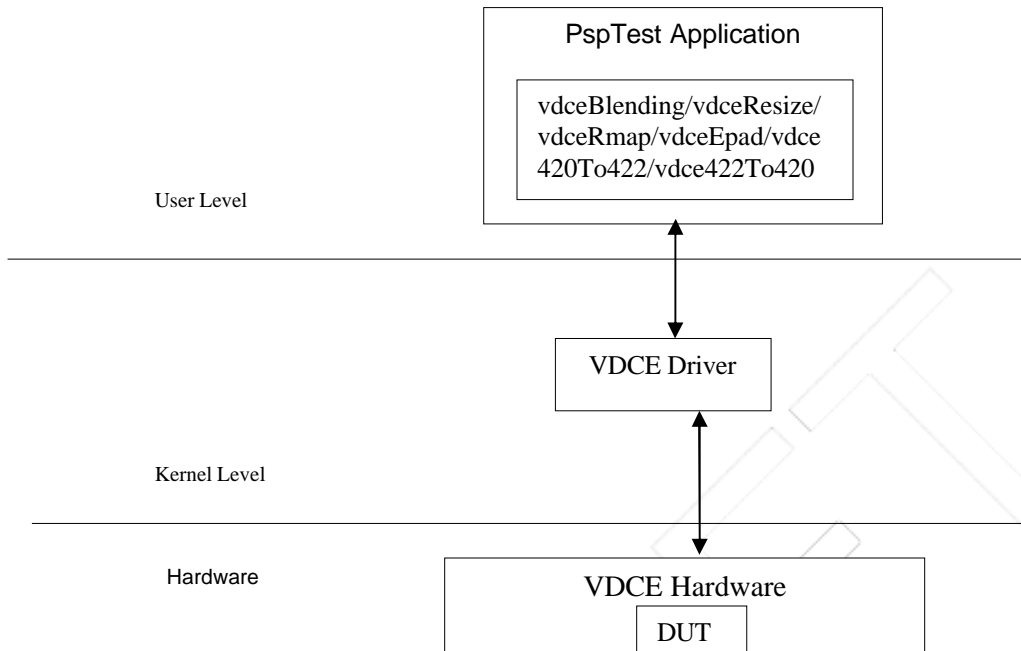 PspTest Application
vdceBlending/vdceResize/
vdceRmap/vdceEpad/vdce
420To422/vdce422To420
User Level
VDCE Driver
Kernel Level
Hardware
VDCE Hardware
DUT